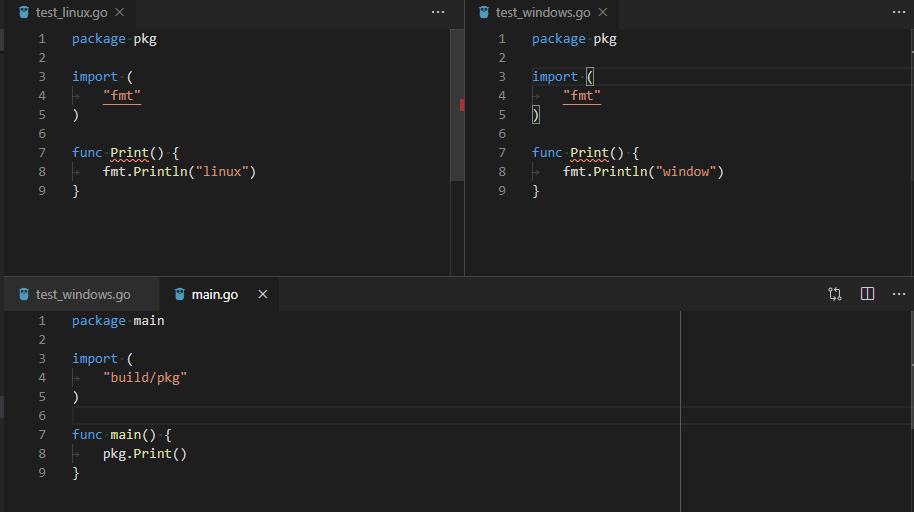 test_linux.go
1 package pkg
2
3 import (
4 "fmt"
5 )
6
7 func Print() {
8 fmt.Println("linux")
9 }
test_windows.go
1 package pkg
2
3 import (
4 "fmt"
5 )
6
7 func Print() {
8 fmt.Println("window")
9 }
test_windows.go main.go
1 package main
2
3 import (
4 "build/pkg"
5 )
6
7 func main() {
8 pkg.Print()
9 }